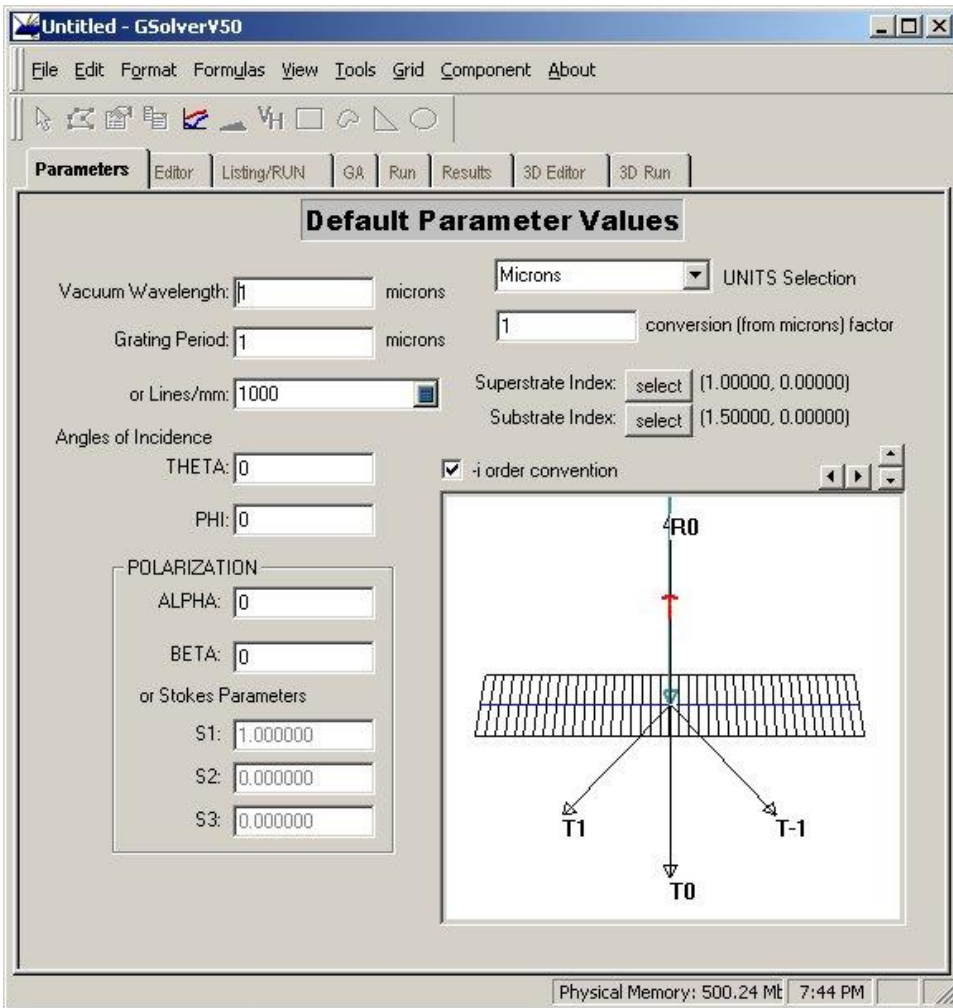 Untitled - GSolverV50
File Edit Format Formulas View Tools Grid Component About
VH
Parameters Editor Listing/RUN GA Run Results 3D Editor 3D Run
Default Parameter Values
Vacuum Wavelength: 1 microns
Microns UNITS Selection
Grating Period: 1 microns
1 conversion (from microns) factor
or Lines/mm: 1000
Superstrate Index: select (1.00000, 0.00000)
Substrate Index: select (1.50000, 0.00000)
Angles of Incidence
THETA: 0
-i order convention
PHI: 0
R0
POLARIZATION
ALPHA: 0
BETA: 0
or Stokes Parameters
S1: 1.000000
S2: 0.000000
S3: 0.000000
T1
T-1
T0
Physical Memory: 500.24 Mb 7:44 PM